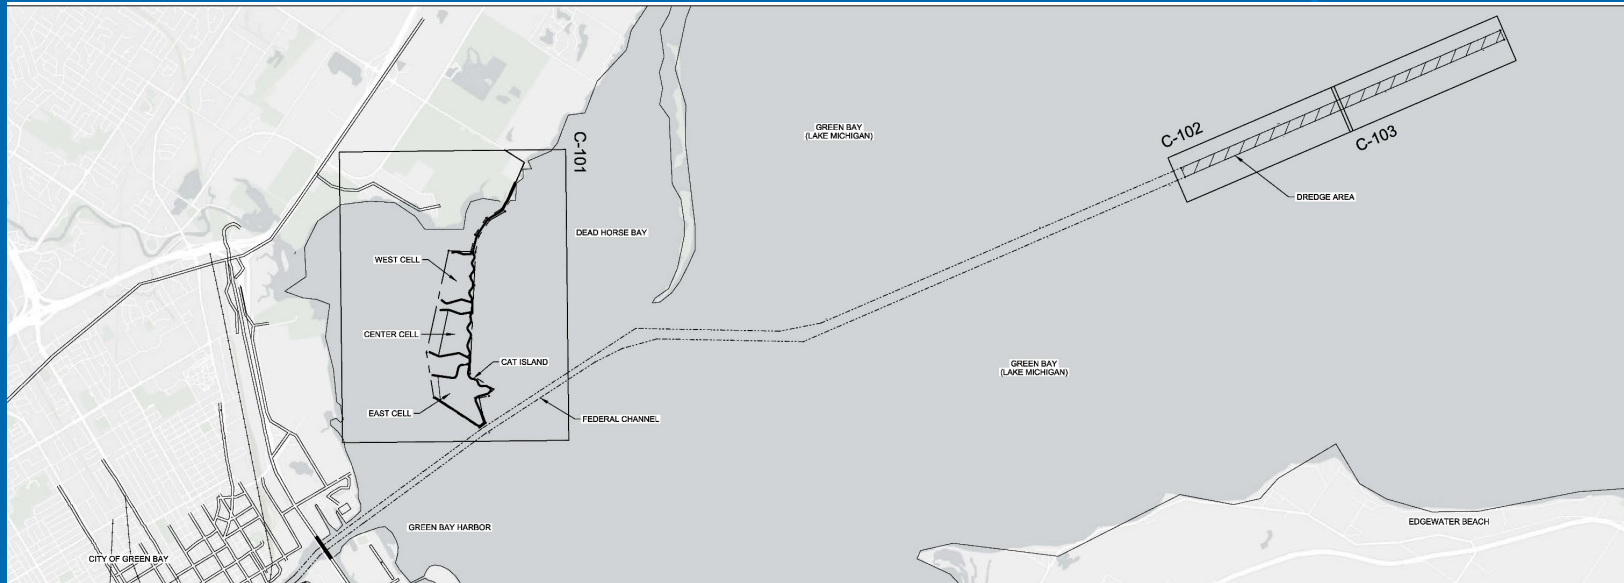 GREEN BAY
(LAKE MICHIGAN)
C-102
C-103
C-101
DREDGE AREA
DEAD HORSE BAY
WEST CELL
CENTER CELL
CAT ISLAND
GREEN BAY
(LAKE MICHIGAN)
EAST CELL
FEDERAL CHANNEL
GREEN BAY HARBOR
EDGEWATER BEACH
CITY OF GREEN BAY